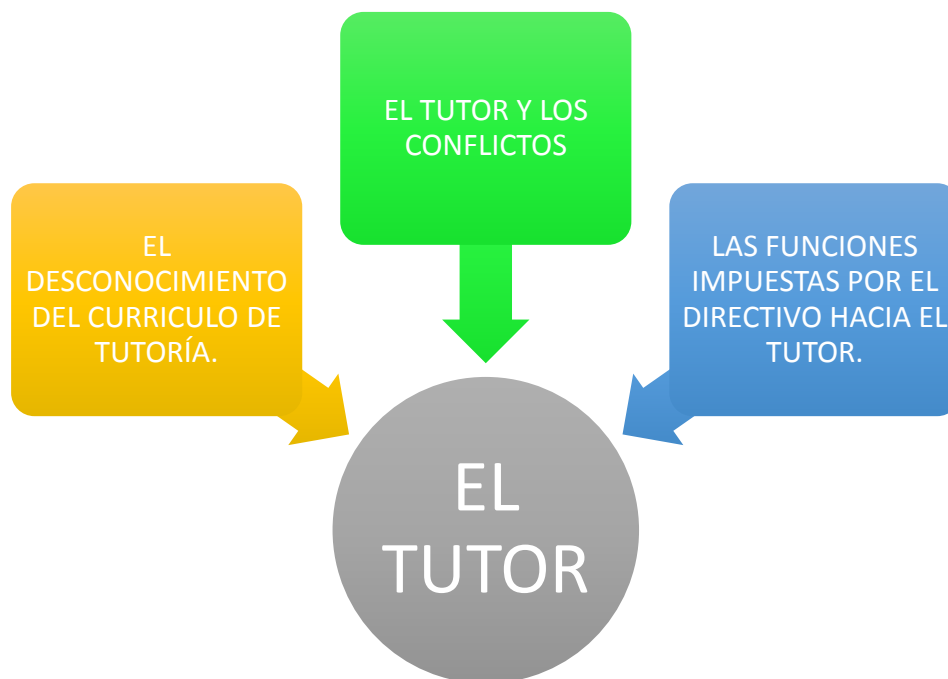 EL TUTOR Y LOS
CONFLICTOS
EL
DESCONOCIMIENTO
DEL CURRICULO DE
TUTORÍA.
LAS FUNCIONES
IMPUESTAS POR EL
DIRECTIVO HACIA EL
TUTOR.
EL
TUTOR